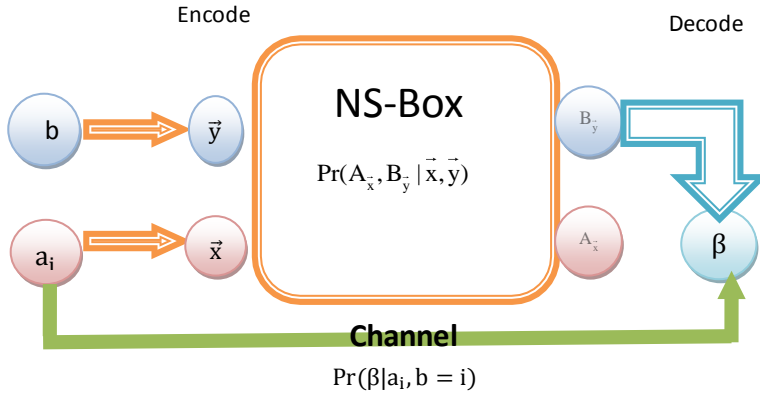 Encode
Decode
NS-Box
b
y⃗
B_y⃗
Pr(A_x⃗, B_y⃗ | x⃗, y⃗)
a_i
x⃗
A_x⃗
β
Channel
Pr(β|a_i, b = i)